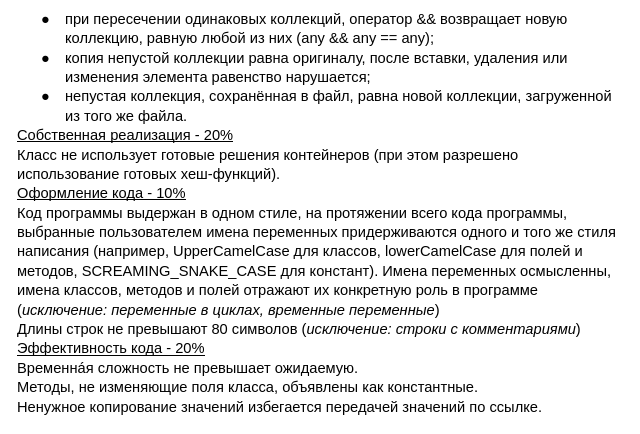 ● при пересечении одинаковых коллекций, оператор && возвращает новую
коллекцию, равную любой из них (any && any == any);
● копия непустой коллекции равна оригиналу, после вставки, удаления или
изменения элемента равенство нарушается;
● непустая коллекция, сохранённая в файл, равна новой коллекции, загруженной
из того же файла.
Собственная реализация - 20%
Класс не использует готовые решения контейнеров (при этом разрешено
использование готовых хеш-функций).
Оформление кода - 10%
Код программы выдержан в одном стиле, на протяжении всего кода программы,
выбранные пользователем имена переменных придерживаются одного и того же стиля
написания (например, UpperCamelCase для классов, lowerCamelCase для полей и
методов, SCREAMING_SNAKE_CASE для констант). Имена переменных осмысленны,
имена классов, методов и полей отражают их конкретную роль в программе
(исключение: переменные в циклах, временные переменные)
Длины строк не превышают 80 символов (исключение: строки с комментариями)
Эффективность кода - 20%
Временнáя сложность не превышает ожидаемую.
Методы, не изменяющие поля класса, объявлены как константные.
Ненужное копирование значений избегается передачей значений по ссылке.